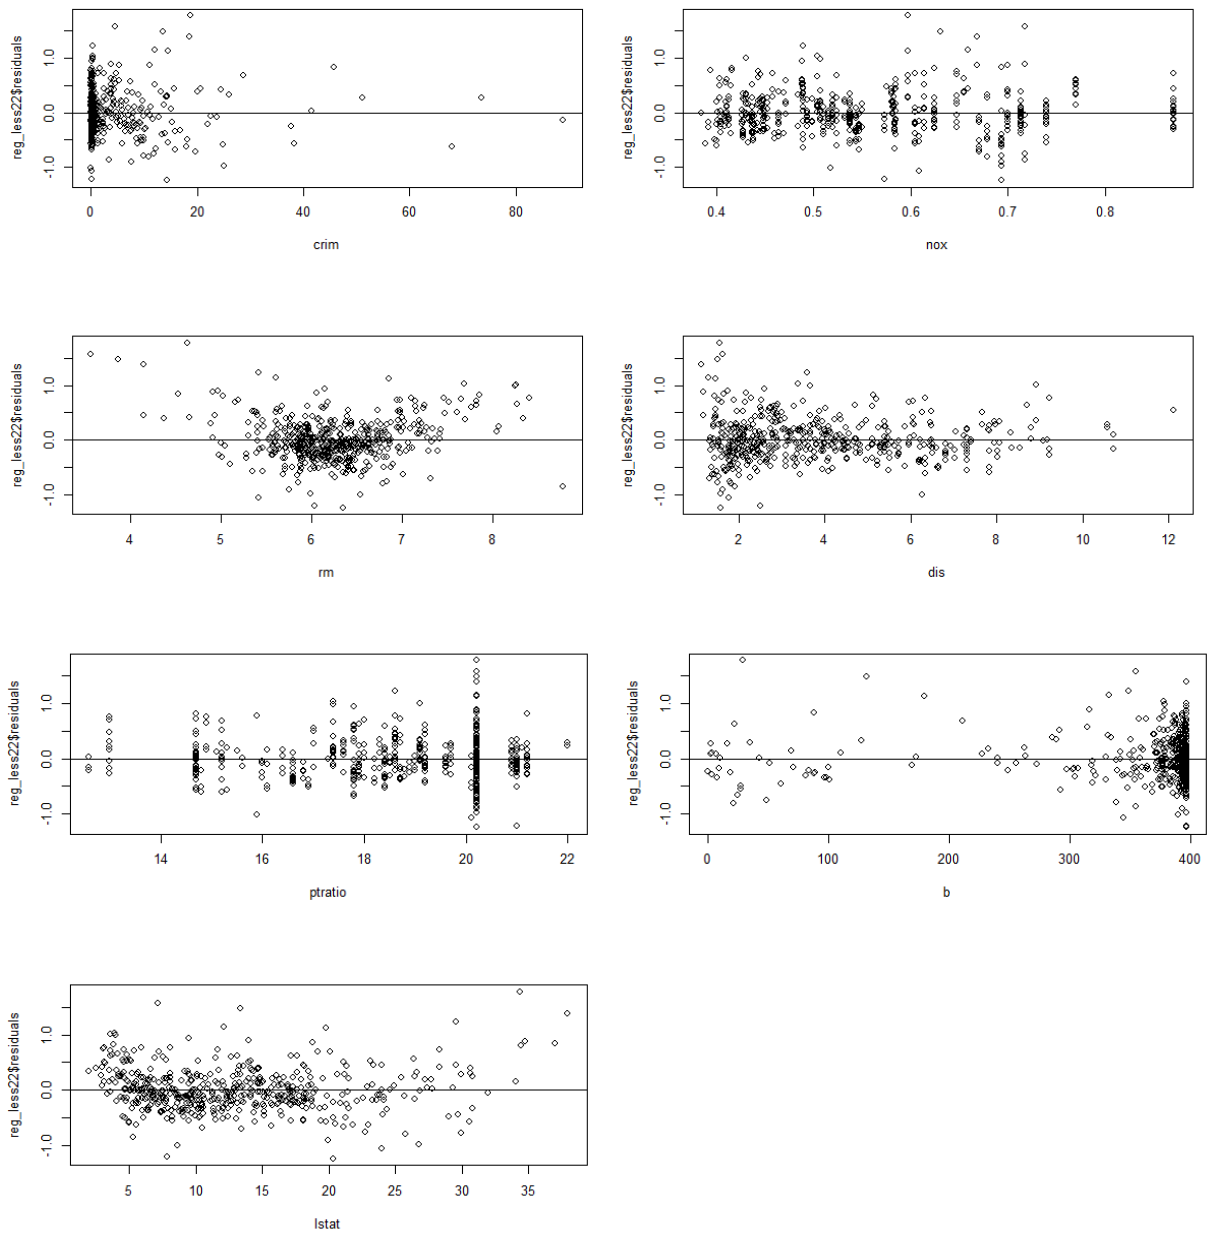 reg_less22$residuals
1.0
0.0
-1.0
0 20 40 60 80
crim
reg_less22$residuals
1.0
0.0
-1.0
0.4 0.5 0.6 0.7 0.8
nox
reg_less22$residuals
1.0
0.0
-1.0
4 5 6 7 8
rm
reg_less22$residuals
1.0
0.0
-1.0
2 4 6 8 10 12
dis
reg_less22$residuals
1.0
0.0
-1.0
14 16 18 20 22
ptratio
reg_less22$residuals
1.0
0.0
-1.0
0 100 200 300 400
b
reg_less22$residuals
1.0
0.0
-1.0
5 10 15 20 25 30 35
lstat